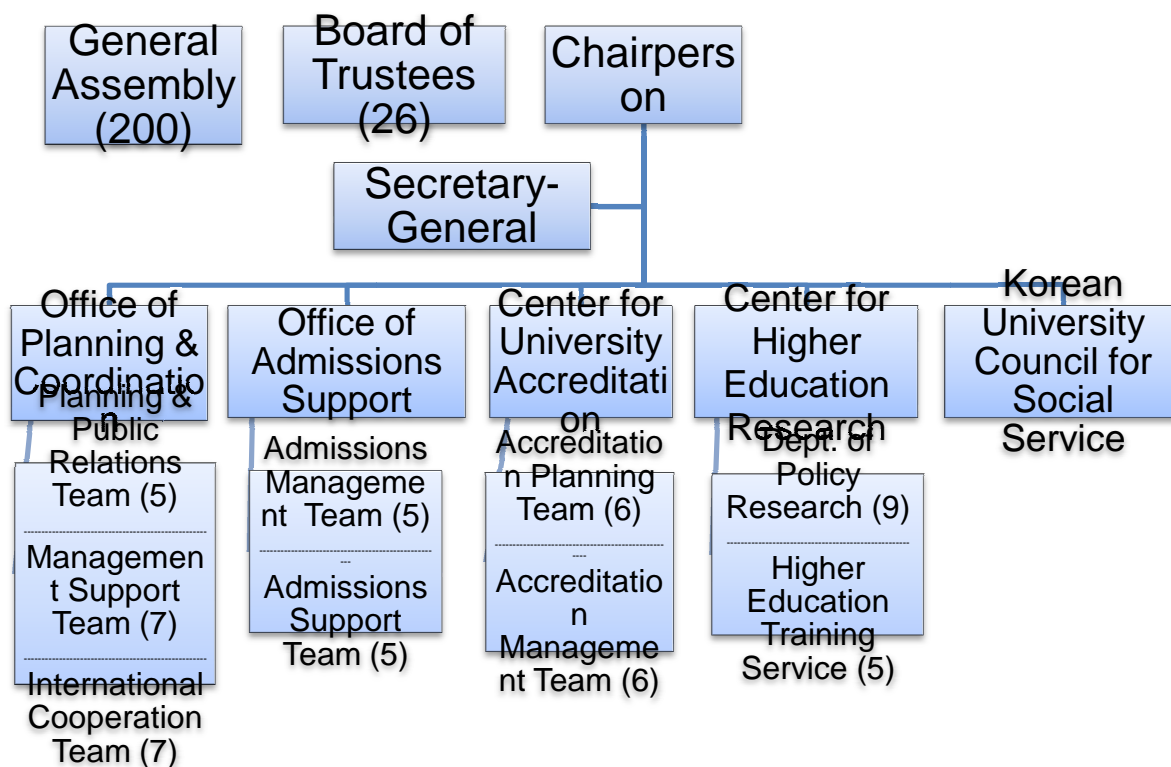 General
Assembly
(200)
Board of
Trustees
(26)
Chairpers
on
Secretary-
General
Office of
Planning &
Coordinatio
n
Planning &
Public
Relations
Team (5)
Managemen
t Support
Team (7)
International
Cooperation
Team (7)
Office of
Admissions
Support
Admissions
Manageme
nt Team (5)
Admissions
Support
Team (5)
Center for
University
Accreditati
on
Accreditatio
n Planning
Team (6)
Accreditatio
n
Manageme
nt Team (6)
Center for
Higher
Education
Research
Dept. of
Policy
Research (9)
Higher
Education
Training
Service (5)
Korean
University
Council for
Social
Service